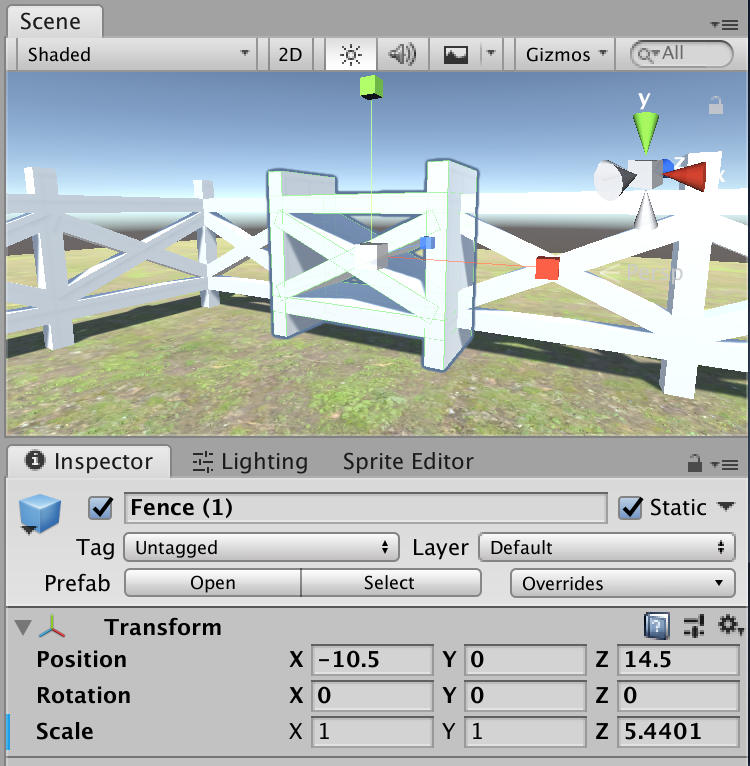 Scene
Shaded 2D Gizmos All
y
z
x
Persp
Inspector Lighting Sprite Editor
Fence (1) Static
Tag Untagged Layer Default
Prefab Open Select Overrides
Transform
Position X -10.5 Y 0 Z 14.5
Rotation X 0 Y 0 Z 0
Scale X 1 Y 1 Z 5.4401